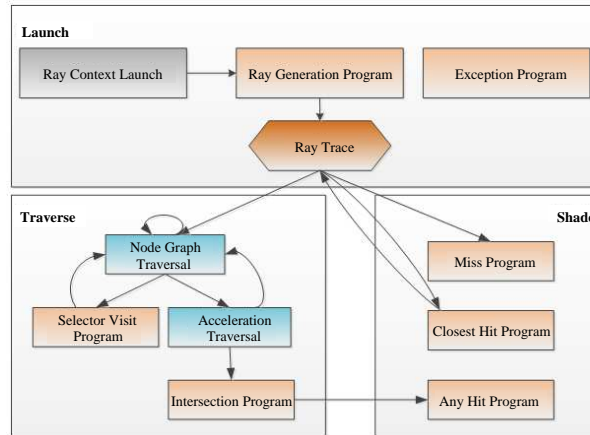 Launch
Ray Context Launch
Ray Generation Program
Exception Program
Ray Trace
Traverse
Node Graph
Traversal
Selector Visit
Program
Acceleration
Traversal
Intersection Program
Shade
Miss Program
Closest Hit Program
Any Hit Program